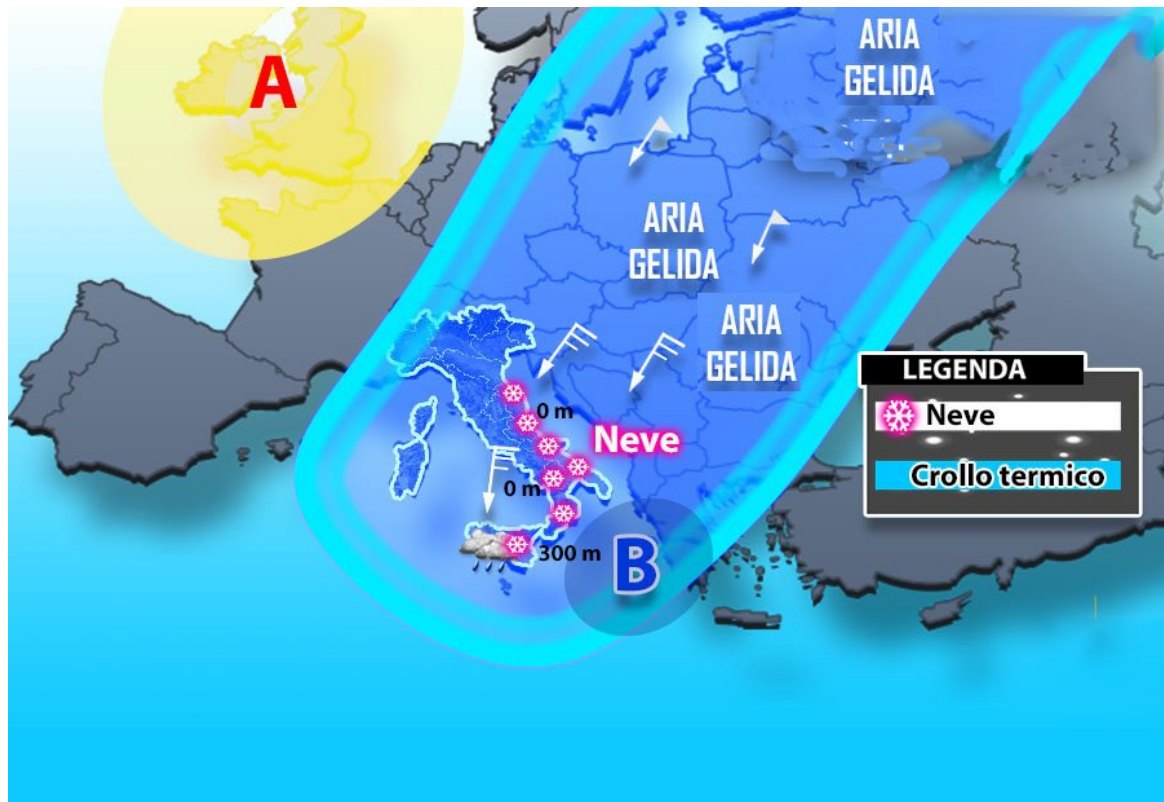 A
ARIA
GELIDA
ARIA
GELIDA
ARIA
GELIDA
LEGENDA
Neve
Crollo termico
0 m
Neve
0 m
300 m
B